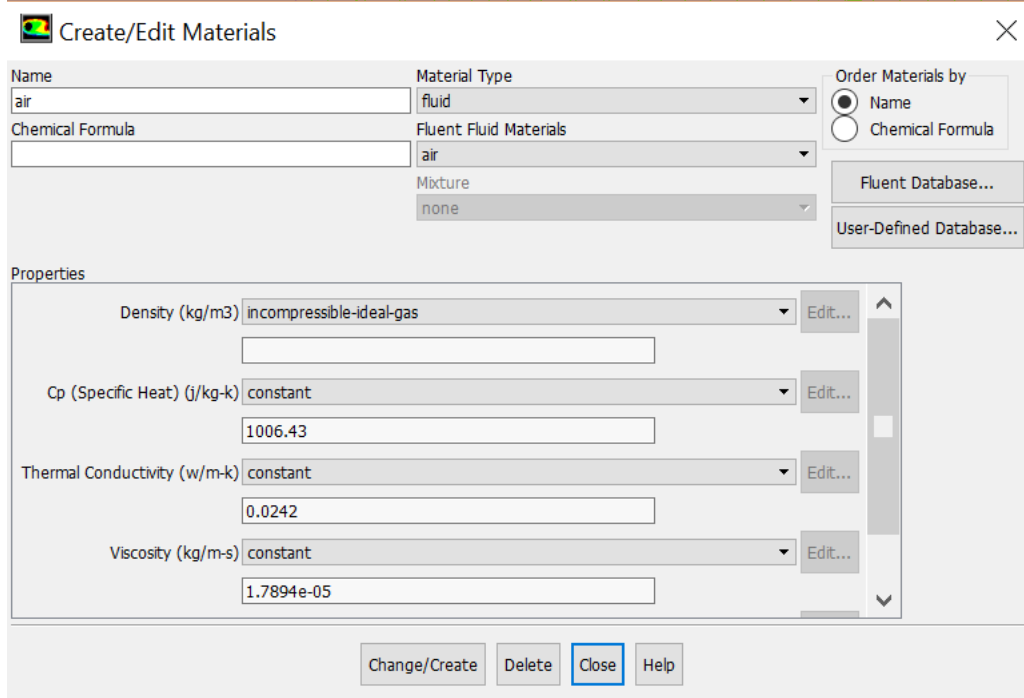 Create/Edit Materials
Name
air
Material Type
fluid
Order Materials by
Name
Chemical Formula
Chemical Formula
Fluent Fluid Materials
air
Mixture
none
Fluent Database...
User-Defined Database...
Properties
Density (kg/m3) incompressible-ideal-gas Edit...
Cp (Specific Heat) (j/kg-k) constant Edit...
1006.43
Thermal Conductivity (w/m-k) constant Edit...
0.0242
Viscosity (kg/m-s) constant Edit...
1.7894e-05
Change/Create Delete Close Help